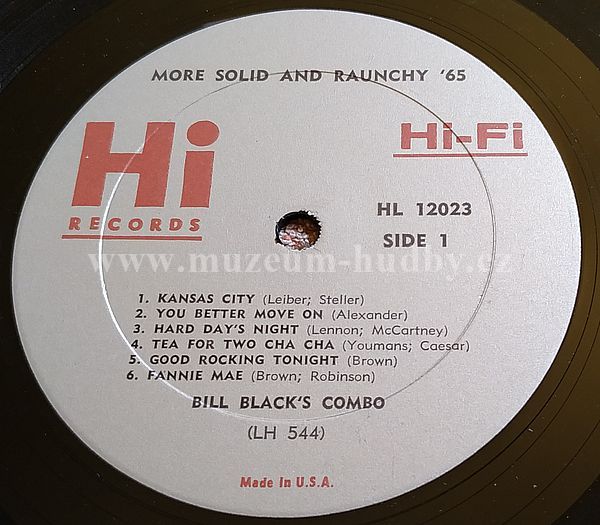 MORE SOLID AND RAUNCHY '65
Hi
RECORDS
Hi-Fi
HL 12023
SIDE 1
www.muzeum-hudby.cz
1. KANSAS CITY (Leiber; Steller)
2. YOU BETTER MOVE ON (Alexander)
3. HARD DAY'S NIGHT (Lennon; McCartney)
4. TEA FOR TWO CHA CHA (Youmans; Caesar)
5. GOOD ROCKING TONIGHT (Brown)
6. FANNIE MAE (Brown; Robinson)
BILL BLACK'S COMBO
(LH 544)
Made in U.S.A.